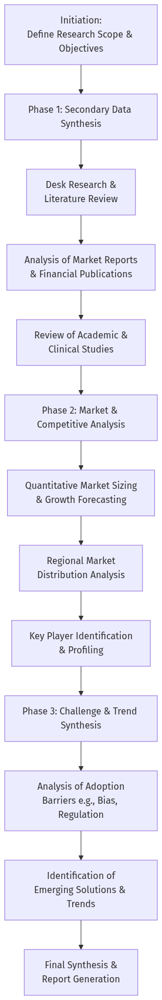 Initiation:
Define Research Scope &
Objectives
Phase 1: Secondary Data
Synthesis
Desk Research &
Literature Review
Analysis of Market Reports
& Financial Publications
Review of Academic &
Clinical Studies
Phase 2: Market &
Competitive Analysis
Quantitative Market Sizing
& Growth Forecasting
Regional Market
Distribution Analysis
Key Player Identification
& Profiling
Phase 3: Challenge & Trend
Synthesis
Analysis of Adoption
Barriers e.g., Bias,
Regulation
Identification of
Emerging Solutions &
Trends
Final Synthesis &
Report Generation